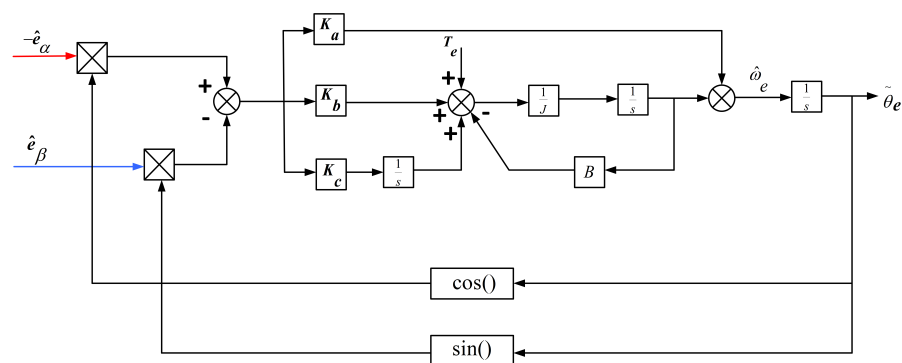 K_a
−ê_α
T_e
+
+
-
K_b
+
+
-
1/J
1/s
ω̂_e
1/s
θ̃_e
ê_β
K_c
1/s
B
cos()
sin()